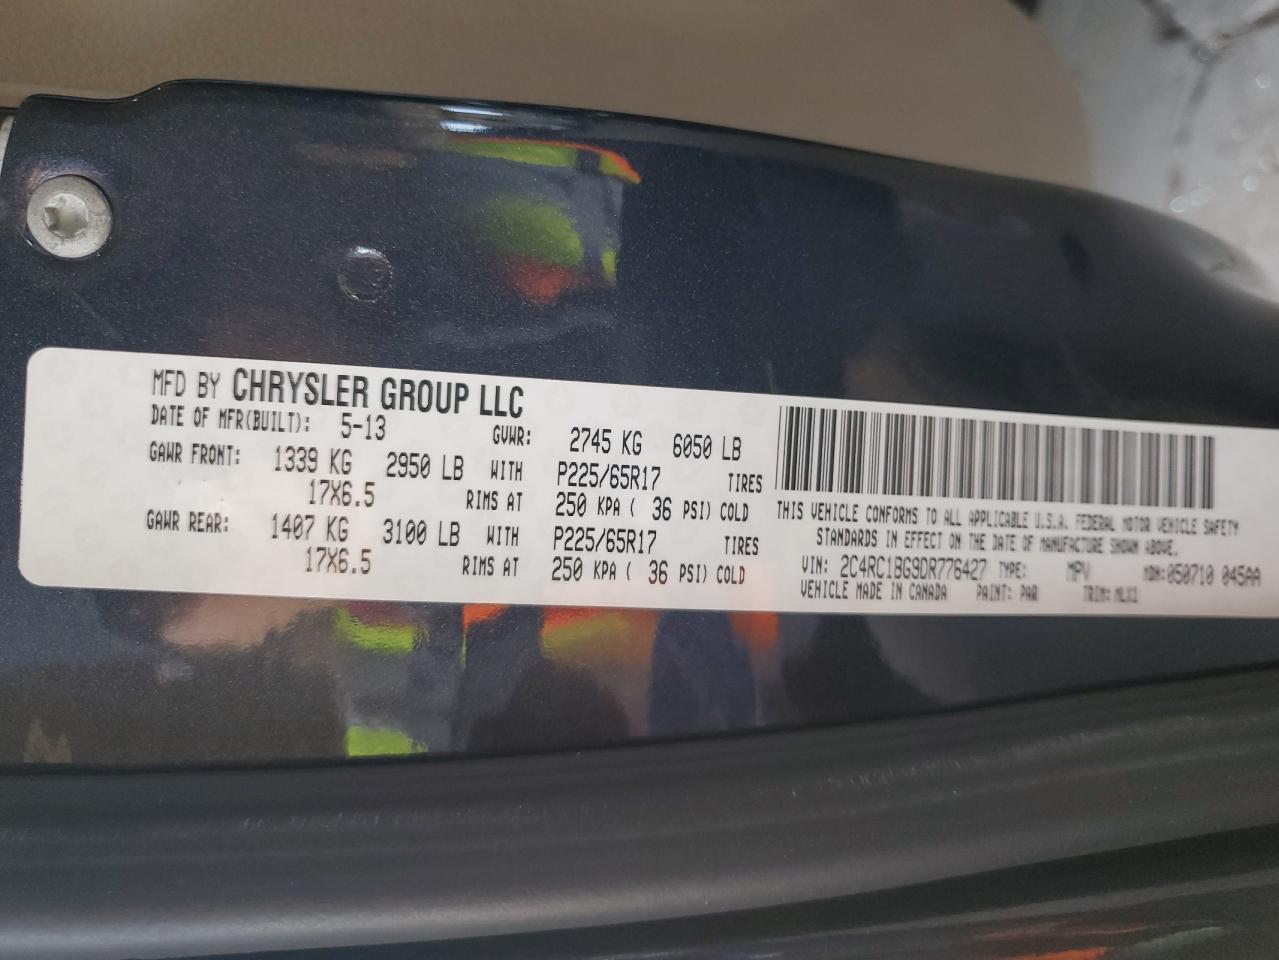 MFD BY CHRYSLER GROUP LLC
DATE OF MFR(BUILT): 5-13 GVWR: 2745 KG 6050 LB
GAWR FRONT: 1339 KG 2950 LB WITH P225/65R17 TIRES
17X6.5 RIMS AT 250 KPA ( 36 PSI) COLD
GAWR REAR: 1407 KG 3100 LB WITH P225/65R17 TIRES
17X6.5 RIMS AT 250 KPA ( 36 PSI) COLD
THIS VEHICLE CONFORMS TO ALL APPLICABLE U.S.A. FEDERAL MOTOR VEHICLE SAFETY
STANDARDS IN EFFECT ON THE DATE OF MANUFACTURE SHOWN ABOVE.
VIN: 2C4RC1BG9DR776427 TYPE: MPV MDH:050710 045AA
VEHICLE MADE IN CANADA PAINT: PAR TRIM: